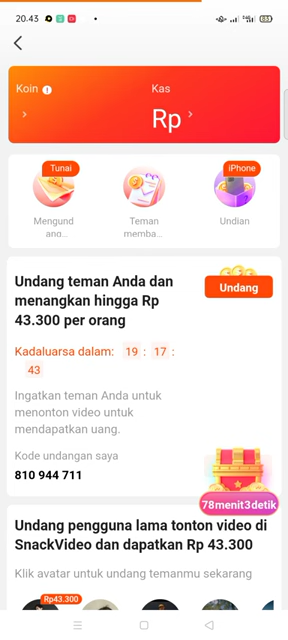 20.43
Koin
Kas
Rp
Tunai
iPhone
Mengund
ang...
Teman
memba...
Undian
Undang teman Anda dan
menangkan hingga Rp
43.300 per orang
Undang
Kadaluarsa dalam: 19 : 17 :
43
Ingatkan teman Anda untuk
menonton video untuk
mendapatkan uang.
Kode undangan saya
810 944 711
78menit3detik
Undang pengguna lama tonton video di
SnackVideo dan dapatkan Rp 43.300
Klik avatar untuk undang temanmu sekarang
Rp43.300